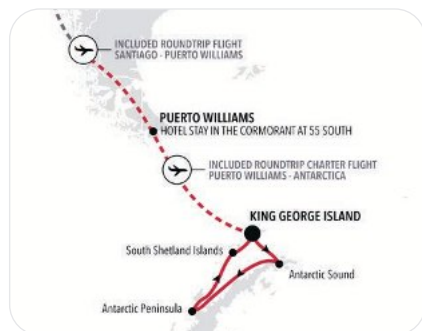 INCLUDED ROUNDTRIP FLIGHT
SANTIAGO - PUERTO WILLIAMS
PUERTO WILLIAMS
HOTEL STAY IN THE CORMORANT AT 55 SOUTH
INCLUDED ROUNDTRIP CHARTER FLIGHT
PUERTO WILLIAMS - ANTARCTICA
KING GEORGE ISLAND
South Shetland Islands
Antarctic Sound
Antarctic Peninsula